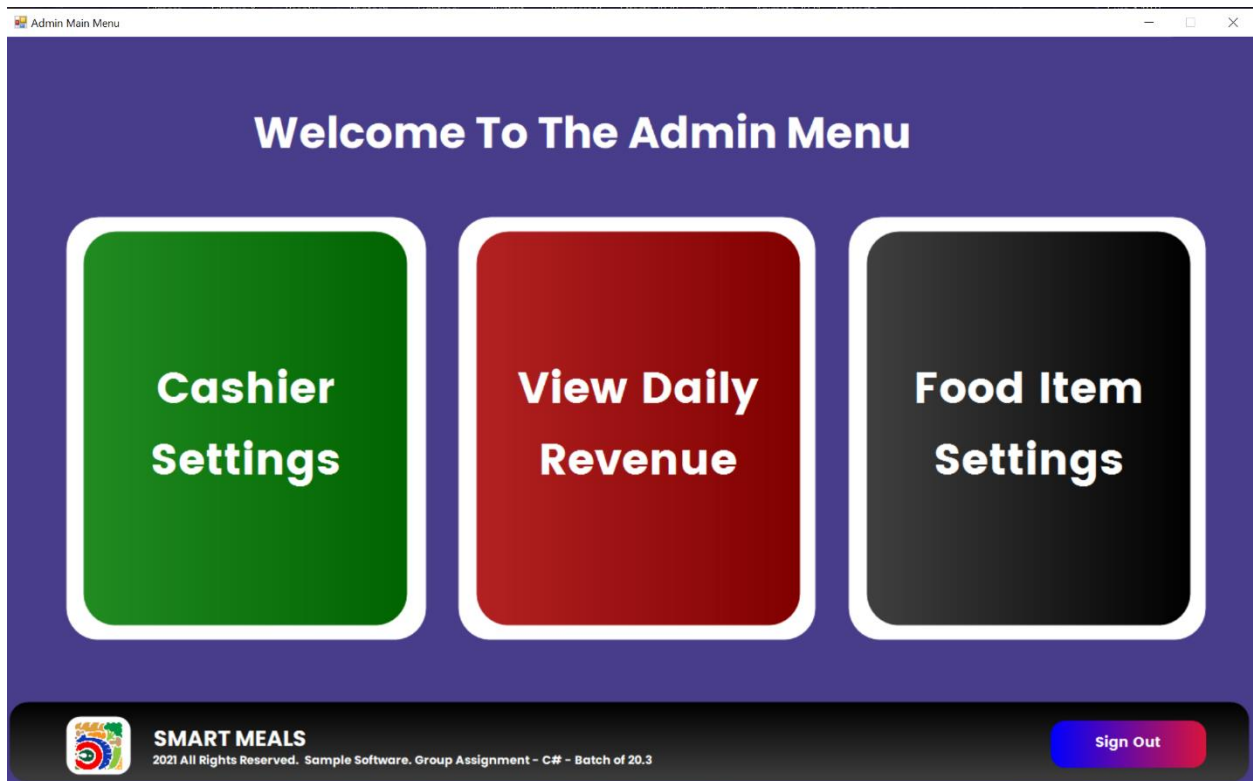 Admin Main Menu
Welcome To The Admin Menu
Cashier
Settings
View Daily
Revenue
Food Item
Settings
SMART MEALS
2021 All Rights Reserved. Sample Software. Group Assignment - C# - Batch of 20.3
Sign Out